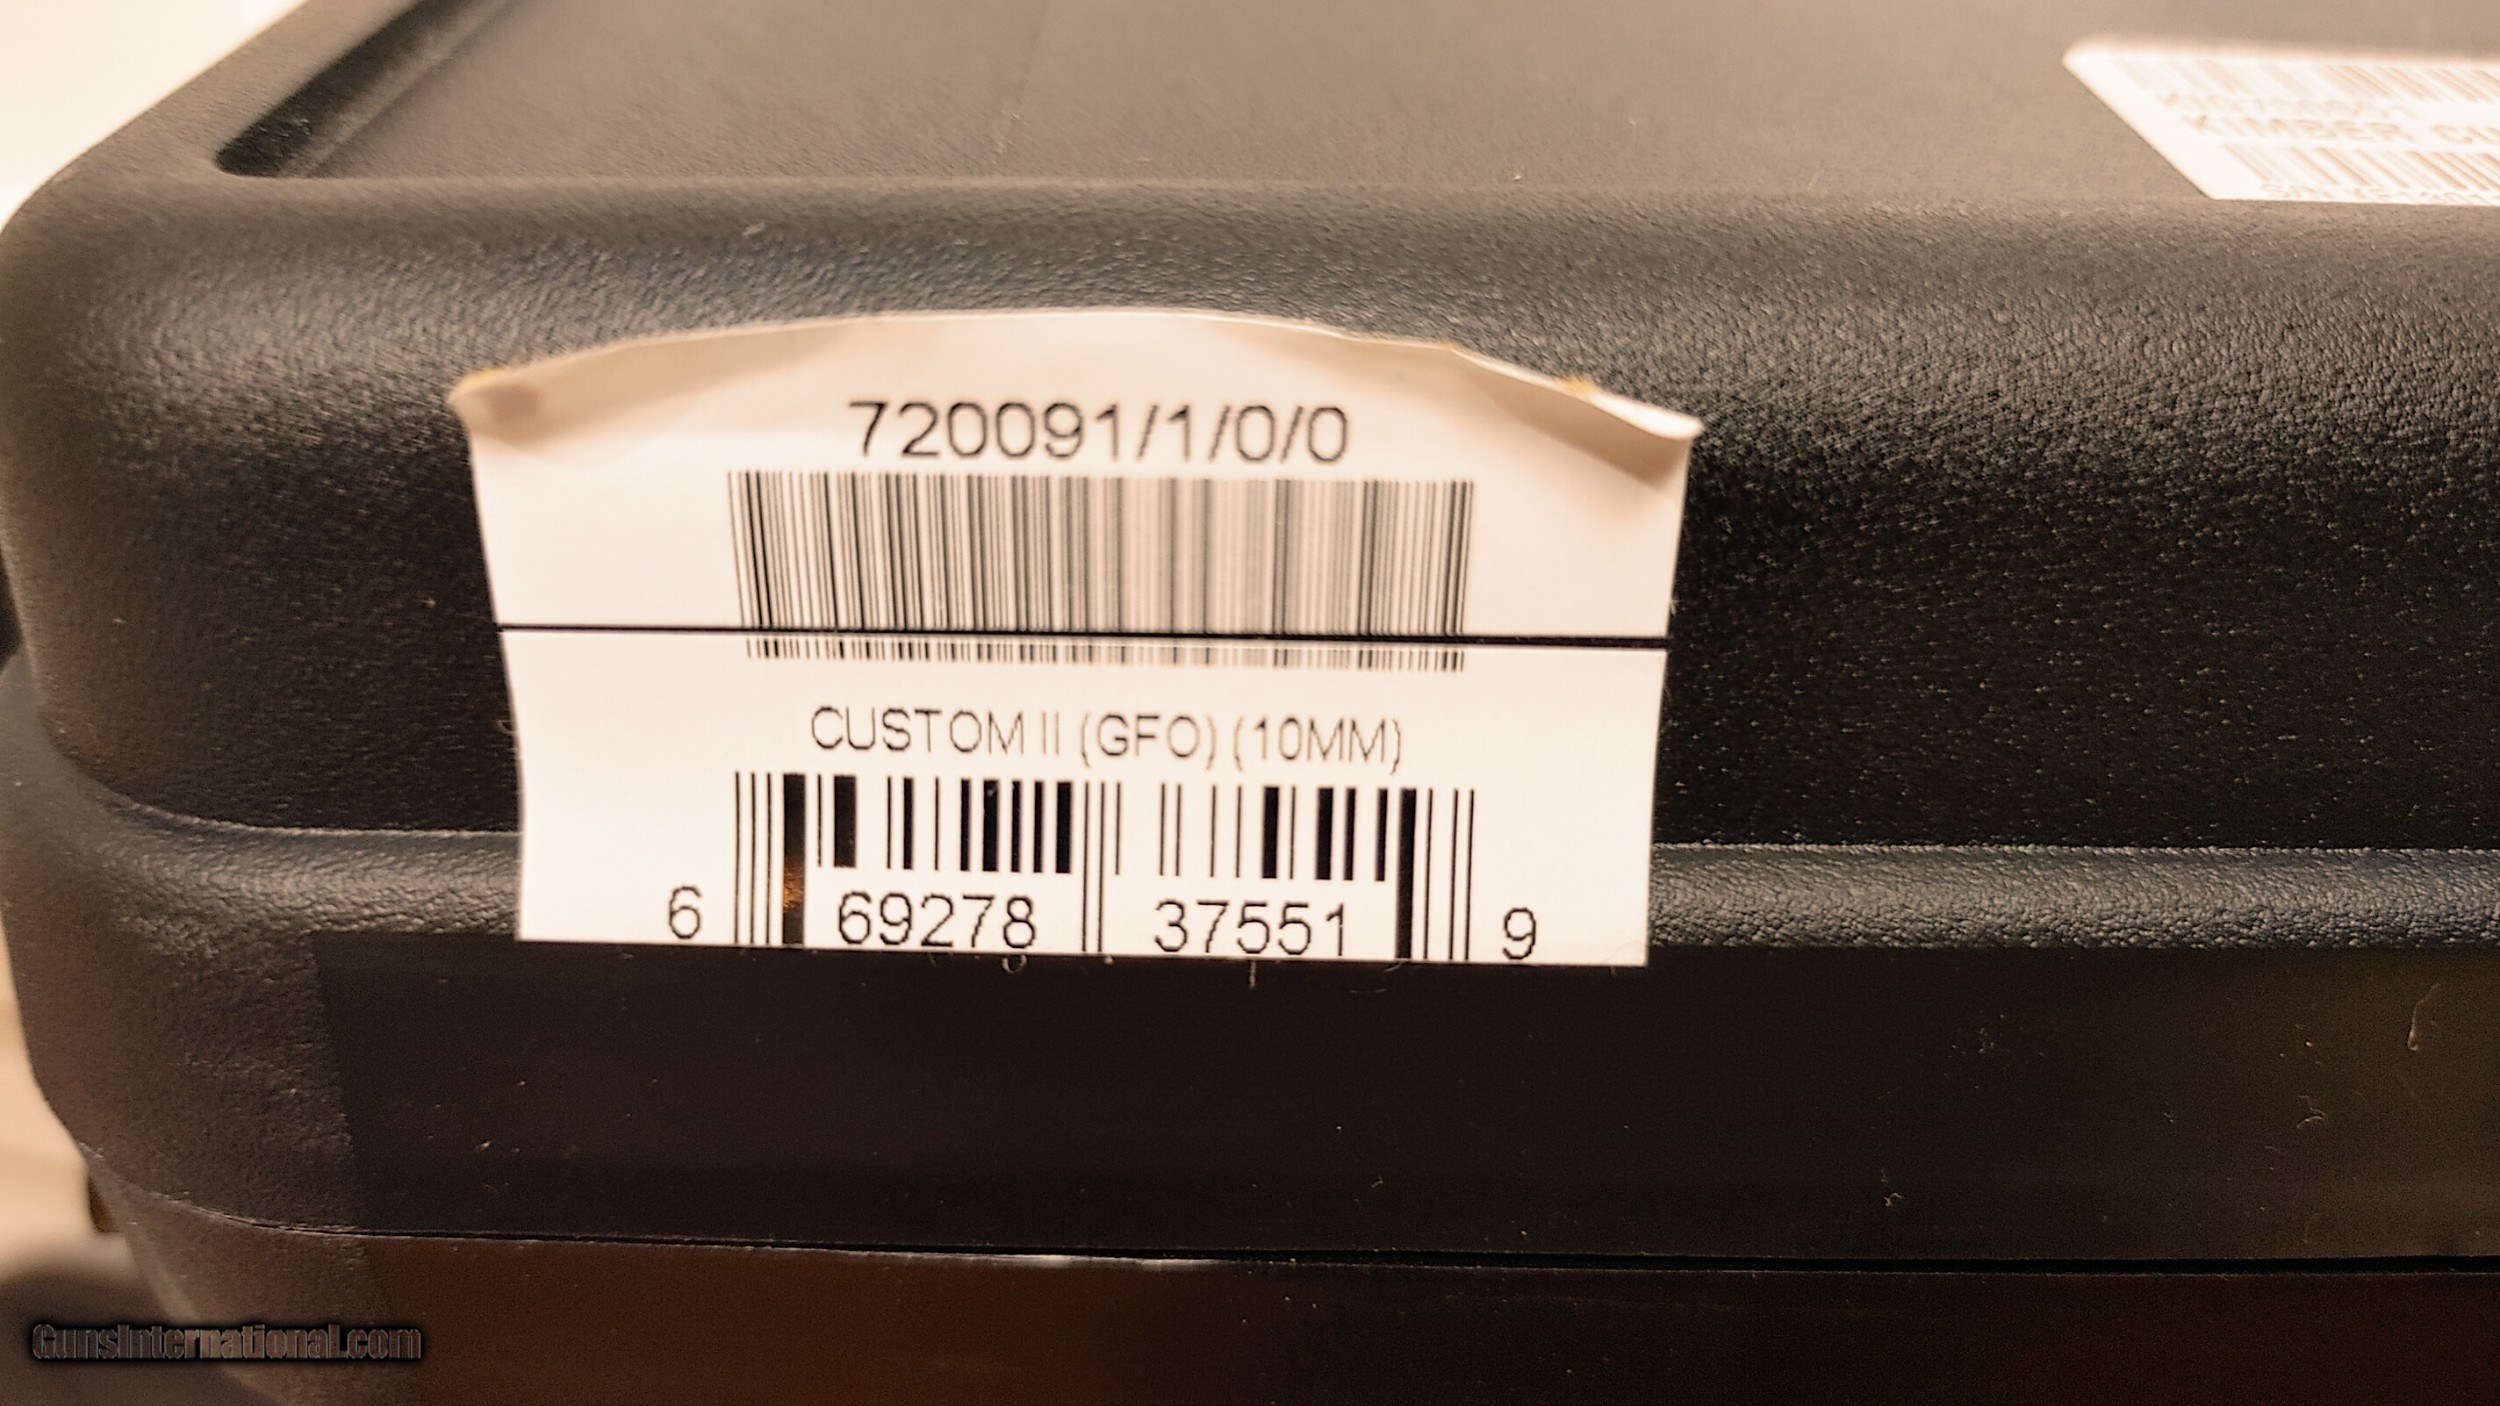 KIMBER
720091/1/0/0
CUSTOM II (GFO) (10MM)
6 69278 37551 9
GunsInternational.com